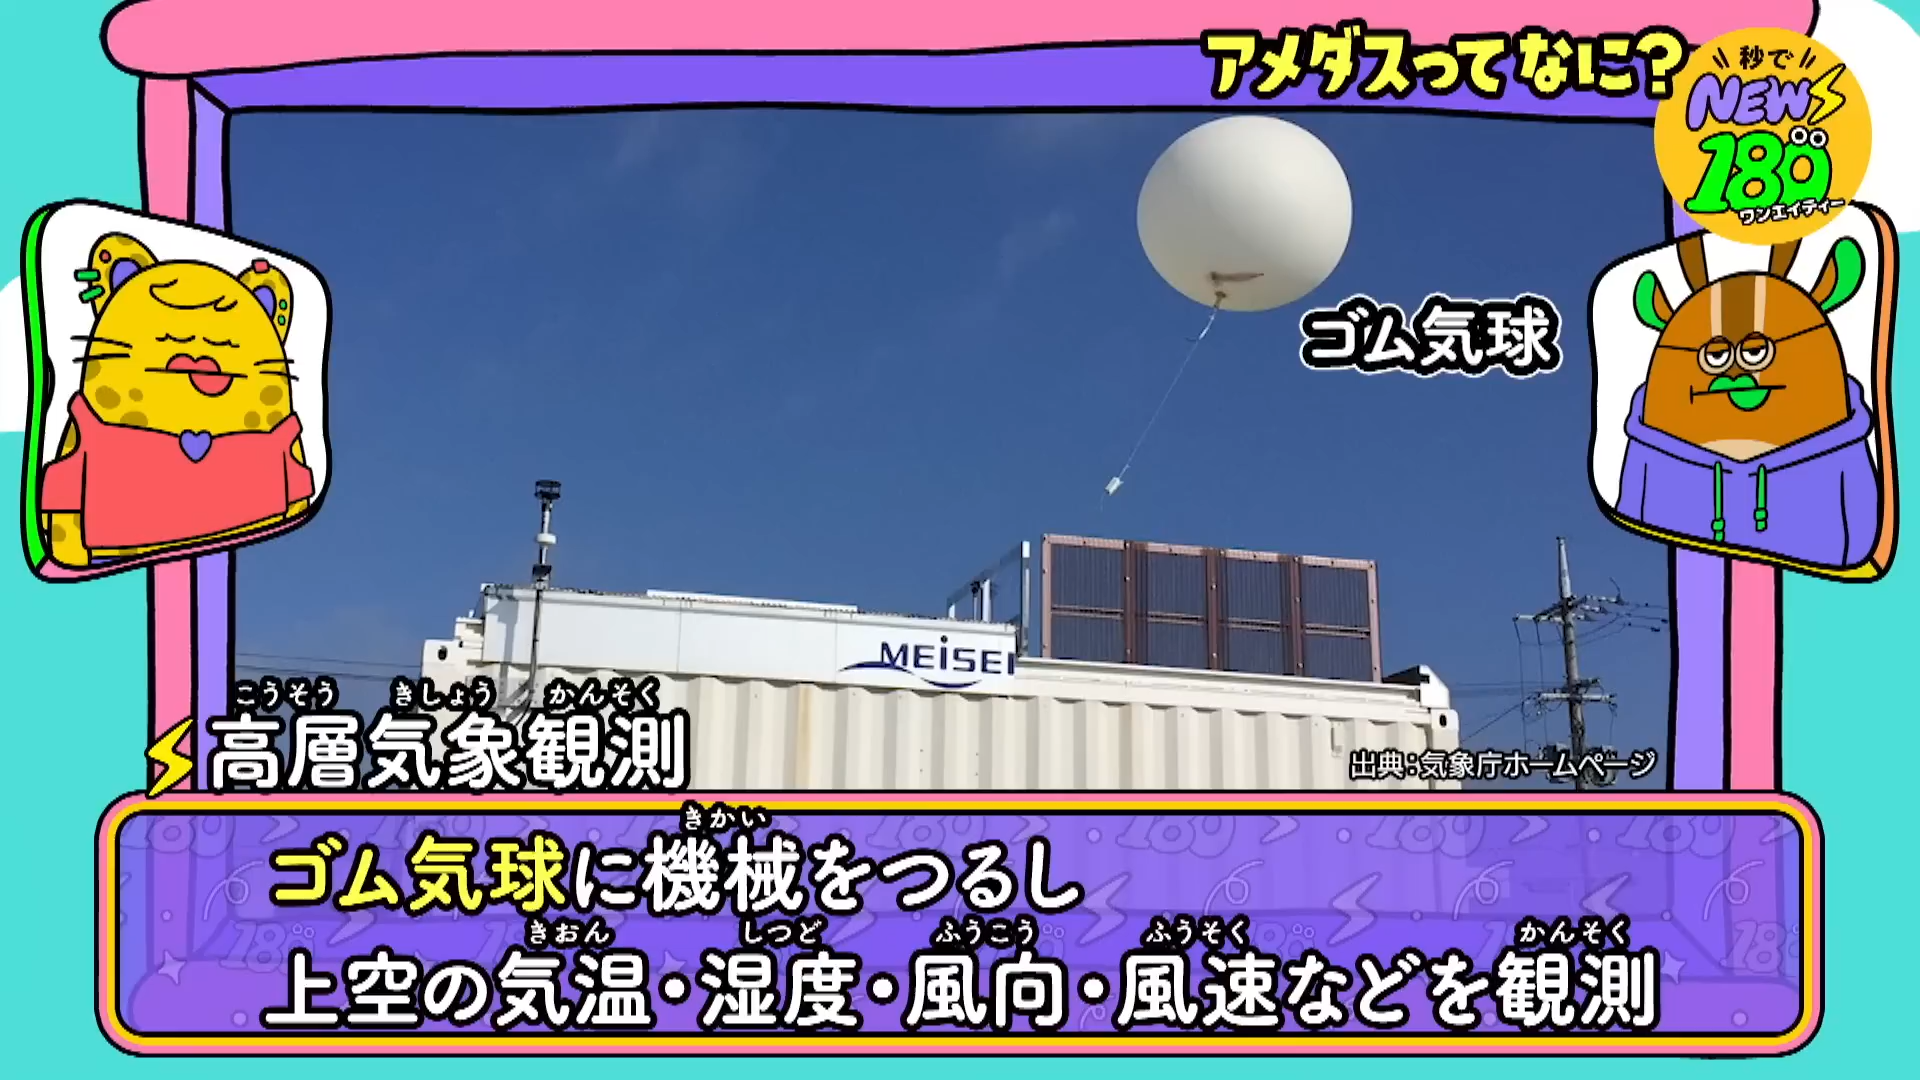 アメダスってなに?
秒で
NEWS
180
ワンエイティー
ゴム気球
MEiSEI
こうそう きしょう かんそく
高層気象観測
出典:気象庁ホームページ
きかい
ゴム気球に機械をつるし
きおん しつど ふうこう ふうそく かんそく
上空の気温・湿度・風向・風速などを観測